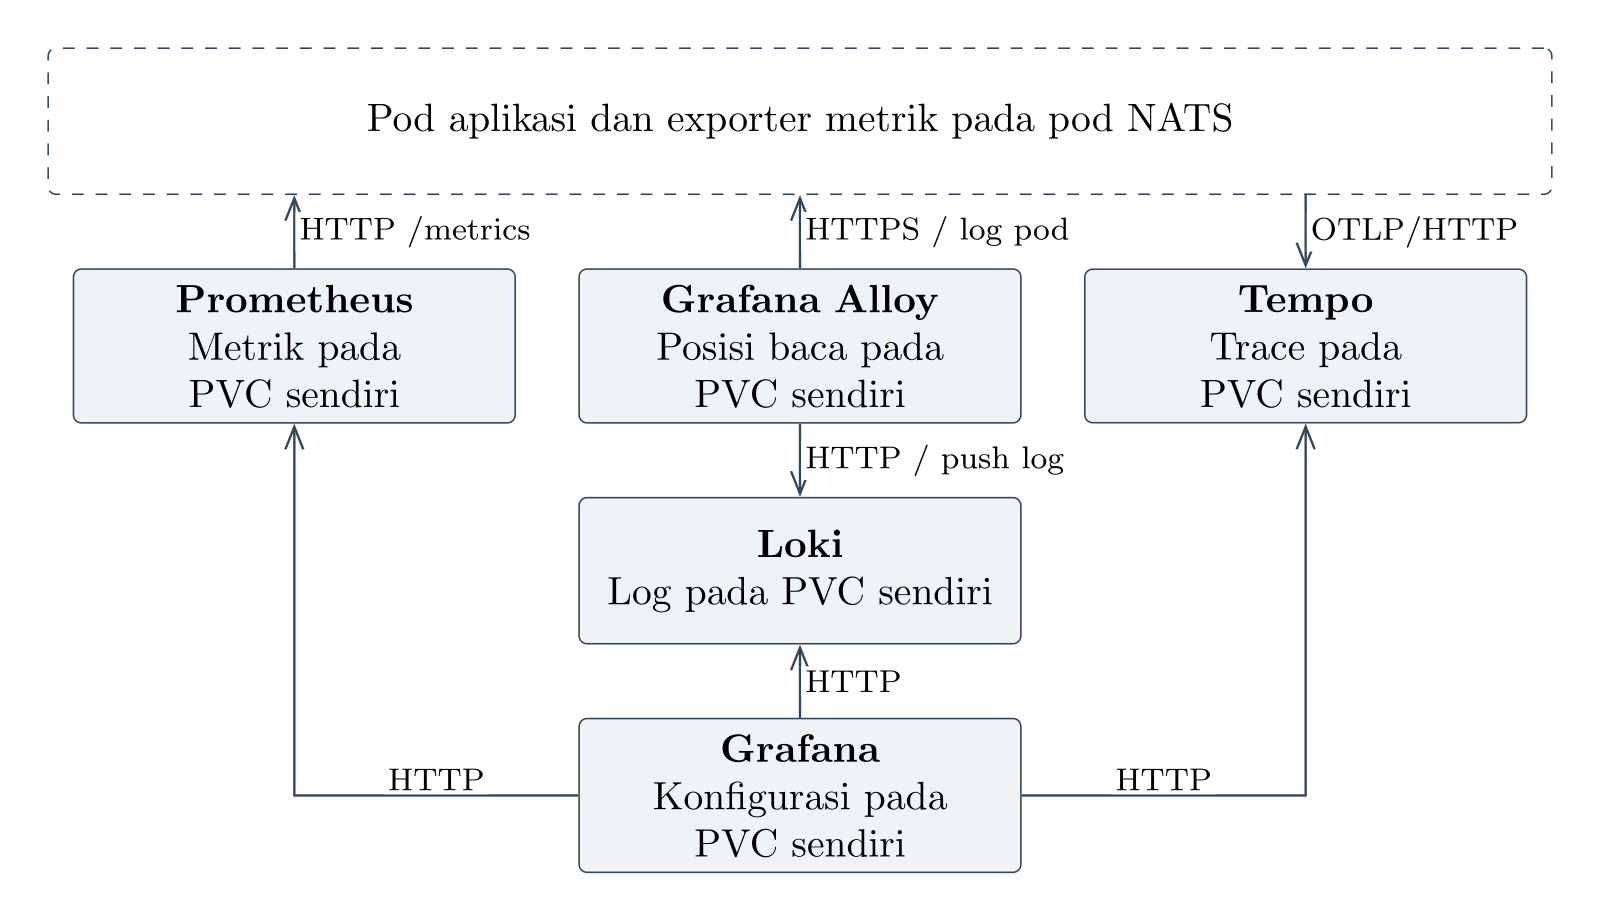 Pod aplikasi dan exporter metrik pada pod NATS
HTTP /metrics
HTTPS / log pod
OTLP/HTTP
Prometheus
Metrik pada
PVC sendiri
Grafana Alloy
Posisi baca pada
PVC sendiri
Tempo
Trace pada
PVC sendiri
HTTP / push log
Loki
Log pada PVC sendiri
HTTP
Grafana
Konfigurasi pada
PVC sendiri
HTTP
HTTP